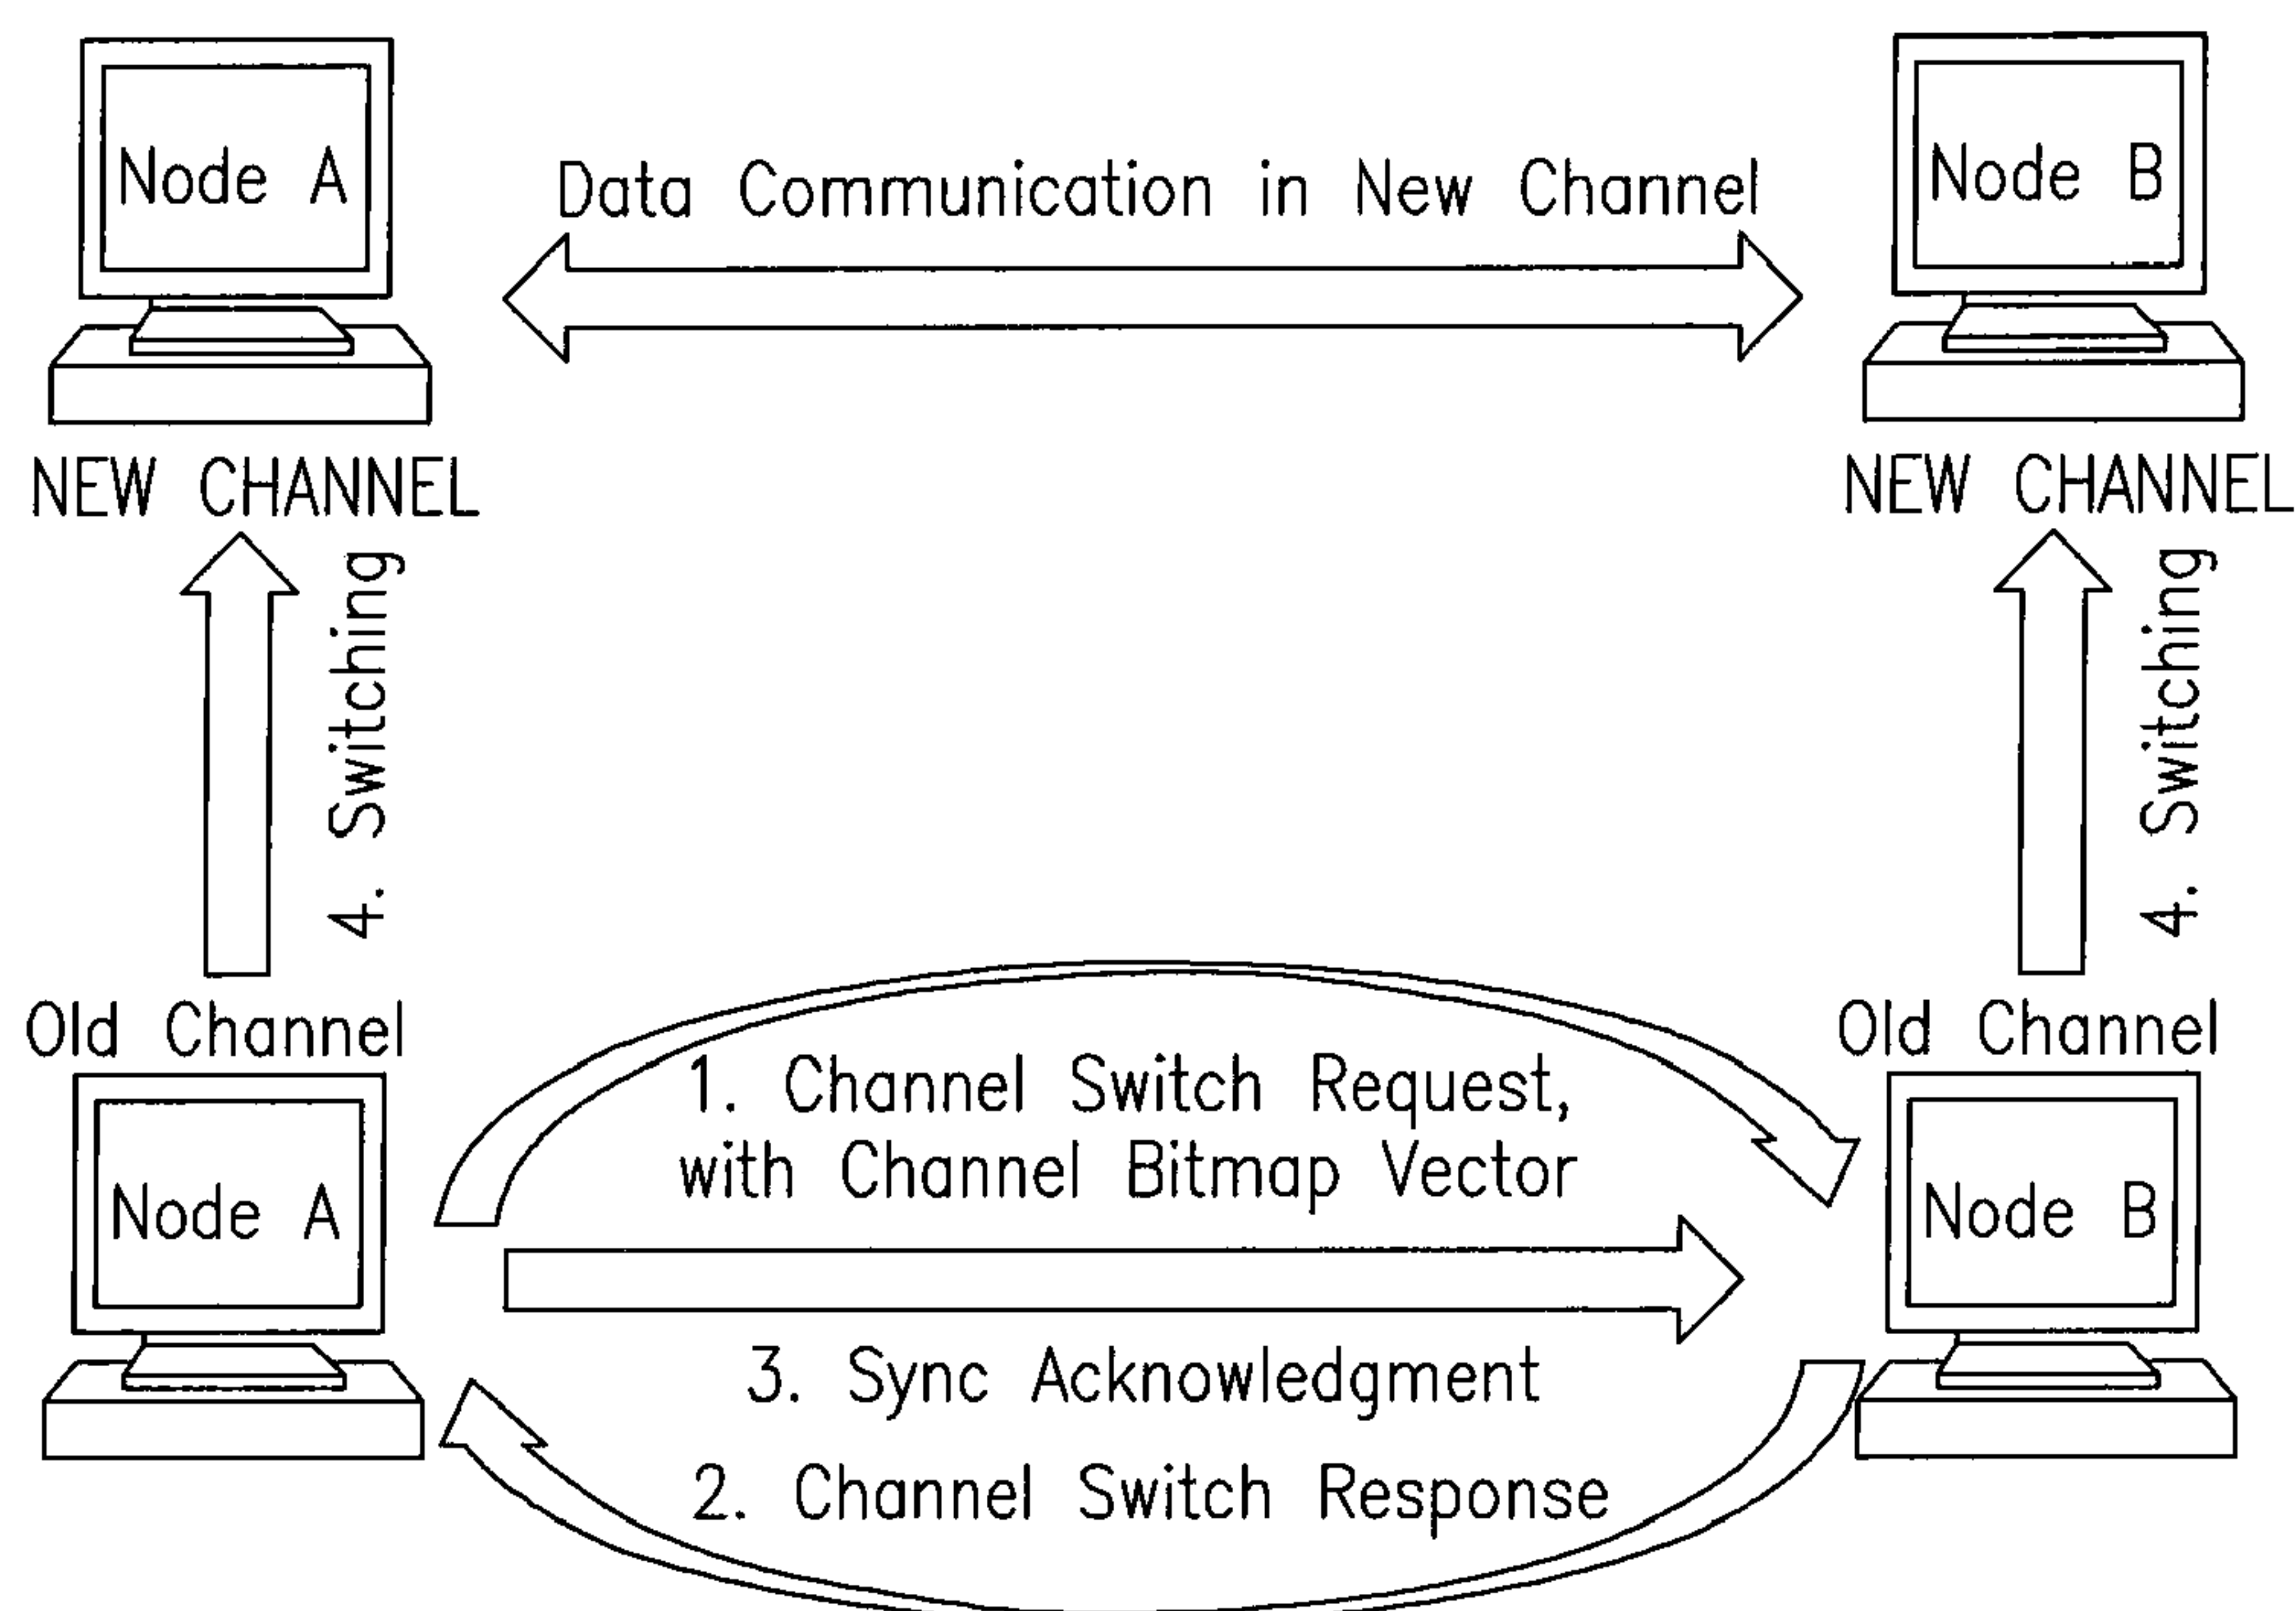 Node A
Data Communication in New Channel
Node B
NEW CHANNEL
NEW CHANNEL
4. Switching
4. Switching
Old Channel
Old Channel
1. Channel Switch Request,
with Channel Bitmap Vector
Node A
Node B
3. Sync Acknowledgment
2. Channel Switch Response